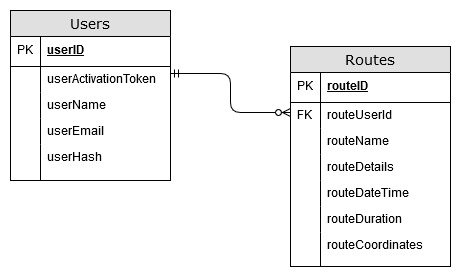 Users
PK userID
userActivationToken
userName
userEmail
userHash
Routes
PK routeID
FK routeUserId
routeName
routeDetails
routeDateTime
routeDuration
routeCoordinates